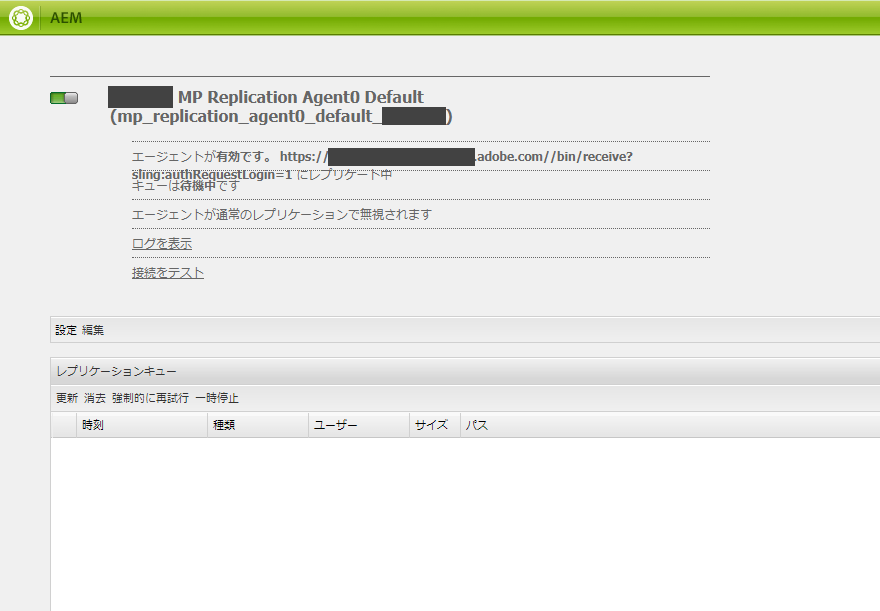 AEM
MP Replication Agent0 Default
(mp_replication_agent0_default_ )
エージェントが有効です。 https:// .adobe.com//bin/receive?
sling:authRequestLogin=1 にレプリケート中
キューは待機中です
エージェントが通常のレプリケーションで無視されます
ログを表示
接続をテスト
設定 編集
レプリケーションキュー
更新 消去 強制的に再試行 一時停止
時刻 種類 ユーザー サイズ パス